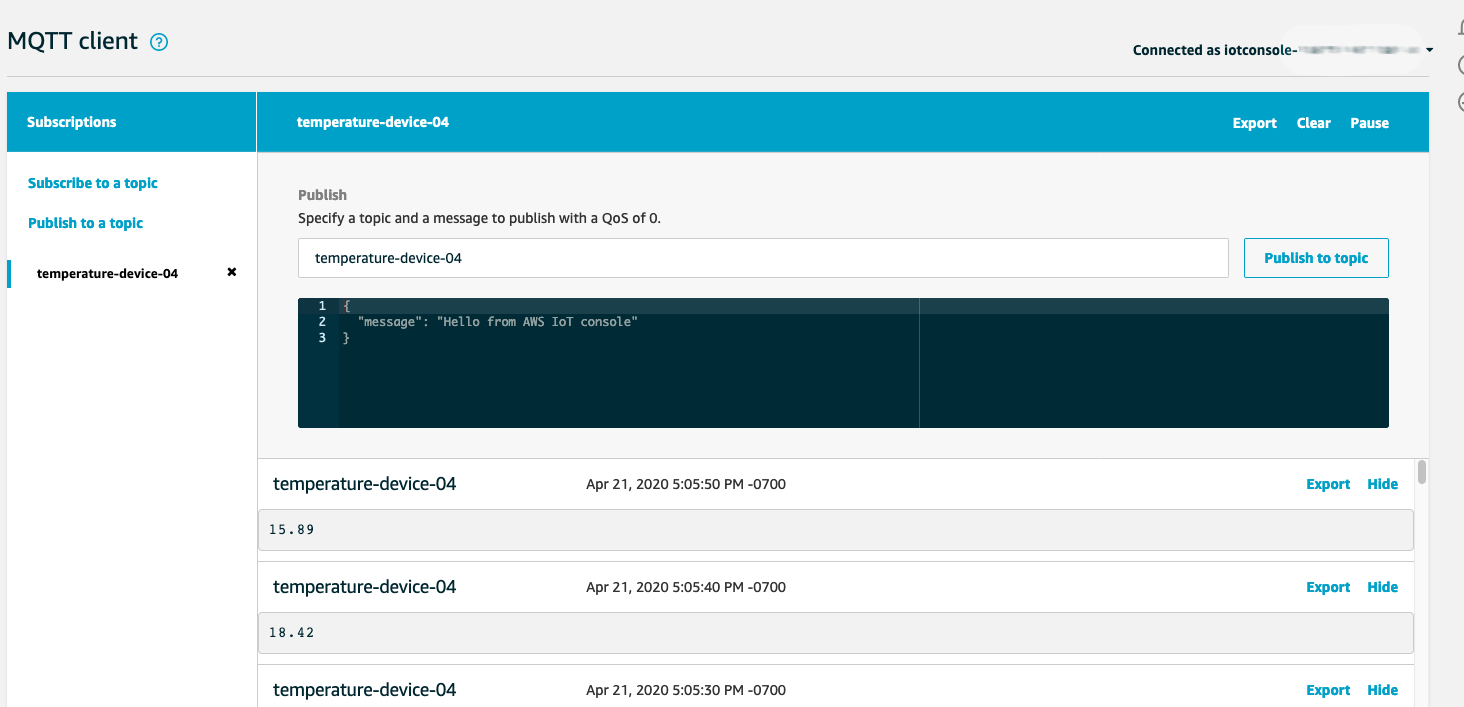 MQTT client ?
Connected as iotconsole-
Subscriptions
temperature-device-04
Export Clear Pause
Subscribe to a topic
Publish to a topic
temperature-device-04
Publish
Specify a topic and a message to publish with a QoS of 0.
temperature-device-04
Publish to topic
1 {
2 "message": "Hello from AWS IoT console"
3 }
temperature-device-04 Apr 21, 2020 5:05:50 PM -0700 Export Hide
15.89
temperature-device-04 Apr 21, 2020 5:05:40 PM -0700 Export Hide
18.42
temperature-device-04 Apr 21, 2020 5:05:30 PM -0700 Export Hide